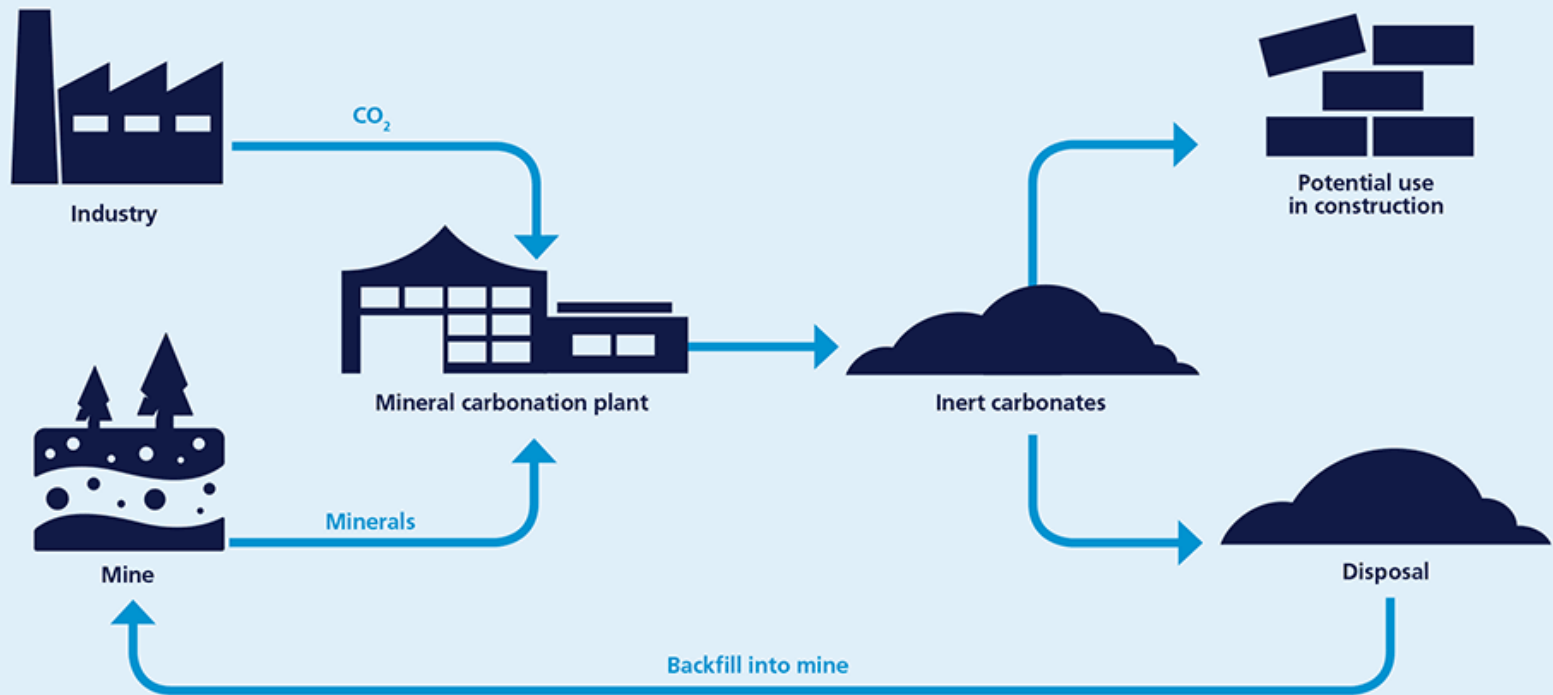 CO₂
Industry
Potential use
in construction
Mineral carbonation plant
Inert carbonates
Minerals
Mine
Disposal
Backfill into mine